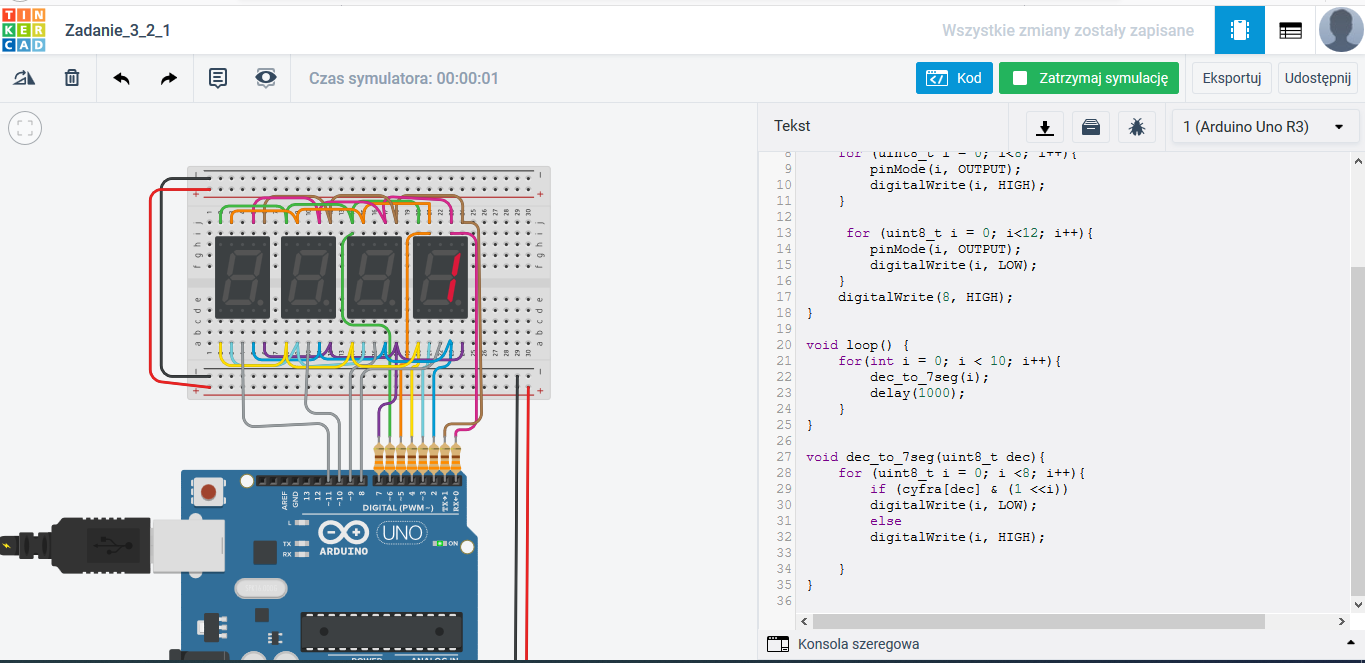 TIN
KER
CAD
Zadanie_3_2_1
Wszystkie zmiany zostały zapisane
Czas symulatora: 00:00:01
Kod
Zatrzymaj symulację
Eksportuj
Udostępnij
Tekst
1 (Arduino Uno R3)
8 for (uint8_t i = 0; i<8; i++){
9 pinMode(i, OUTPUT);
10 digitalWrite(i, HIGH);
11 }
12
13 for (uint8_t i = 0; i<12; i++){
14 pinMode(i, OUTPUT);
15 digitalWrite(i, LOW);
16 }
17 digitalWrite(8, HIGH);
18 }
19
20 void loop() {
21 for(int i = 0; i < 10; i++){
22 dec_to_7seg(i);
23 delay(1000);
24 }
25 }
26
27 void dec_to_7seg(uint8_t dec){
28 for (uint8_t i = 0; i <8; i++){
29 if (cyfra[dec] & (1 <<i))
30 digitalWrite(i, LOW);
31 else
32 digitalWrite(i, HIGH);
33
34 }
35 }
36
Konsola szeregowa
AREF
GND
13
12
~11
~10
~9
8
7
~6
~5
4
~3
2
TX→1
RX←0
DIGITAL (PWM~)
L
TX
RX
ARDUINO
UNO
ON
POWER
ANALOG IN